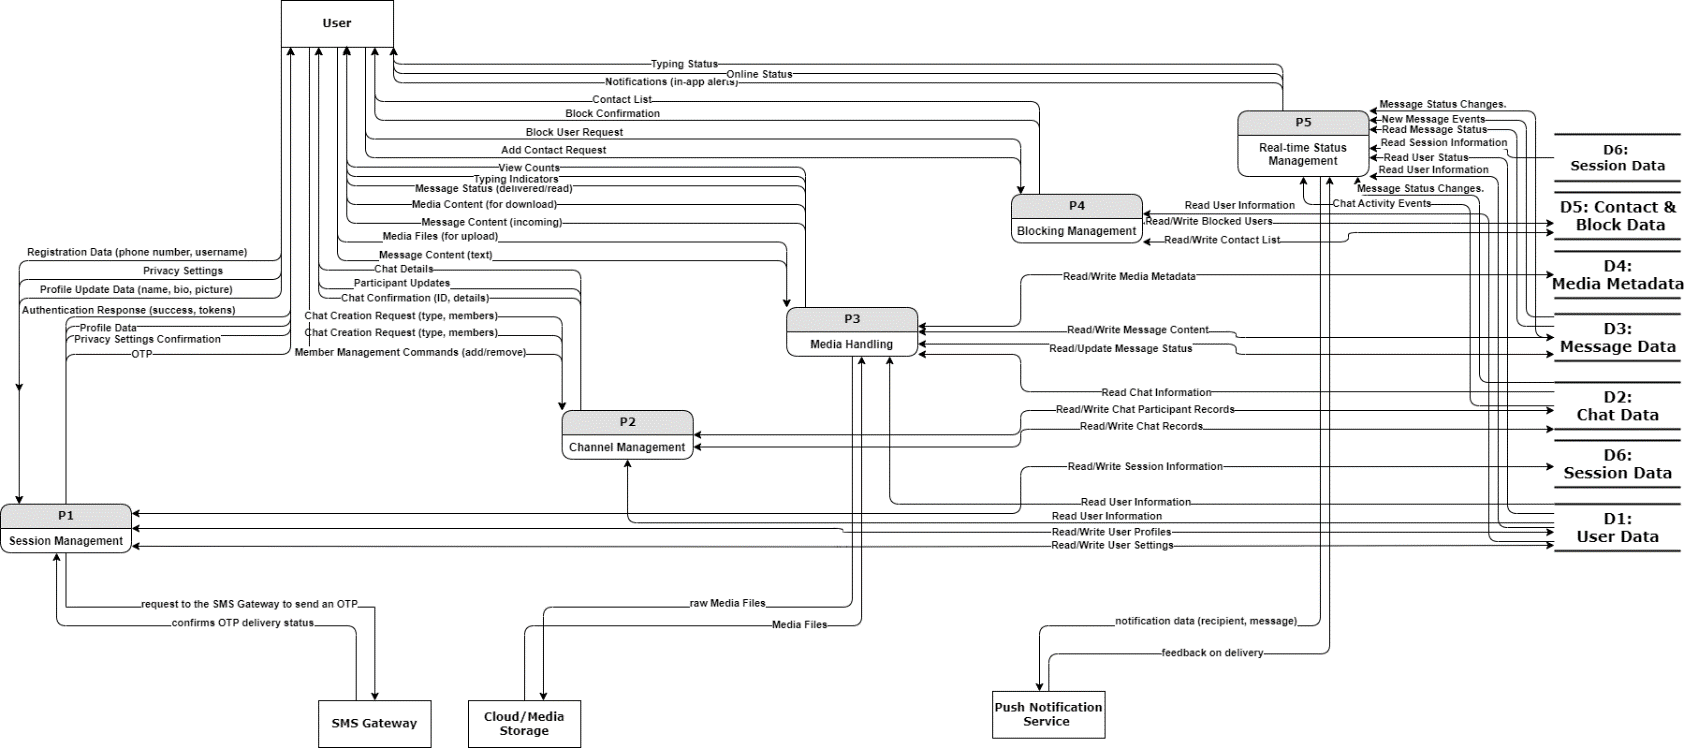 User
Typing Status
Online Status
Notifications (in-app alerts)
Contact List
Block Confirmation
Block User Request
Add Contact Request
View Counts
Typing Indicators
Message Status (delivered/read)
Media Content (for download)
Message Content (incoming)
Media Files (for upload)
Message Content (text)
Chat Details
Participant Updates
Chat Confirmation (ID, details)
Chat Creation Request (type, members)
Chat Creation Request (type, members)
Member Management Commands (add/remove)
Registration Data (phone number, username)
Privacy Settings
Profile Update Data (name, bio, picture)
Authentication Response (success, tokens)
Profile Data
Privacy Settings Confirmation
OTP
P5
Real-time Status
Management
Message Status Changes.
New Message Events
Read Message Status
Read Session Information
Read User Status
Read User Information
Message Status Changes.
Chat Activity Events
P4
Blocking Management
Read User Information
Read/Write Blocked Users
Read/Write Contact List
P3
Media Handling
Read/Write Media Metadata
Read/Write Message Content
Read/Update Message Status
Read Chat Information
P2
Channel Management
Read/Write Chat Participant Records
Read/Write Chat Records
Read/Write Session Information
Read User Information
Read User Information
Read/Write User Profiles
Read/Write User Settings
P1
Session Management
D6:
Session Data
D5: Contact &
Block Data
D4:
Media Metadata
D3:
Message Data
D2:
Chat Data
D6:
Session Data
D1:
User Data
request to the SMS Gateway to send an OTP
confirms OTP delivery status
raw Media Files
Media Files
notification data (recipient, message)
feedback on delivery
SMS Gateway
Cloud/Media
Storage
Push Notification
Service